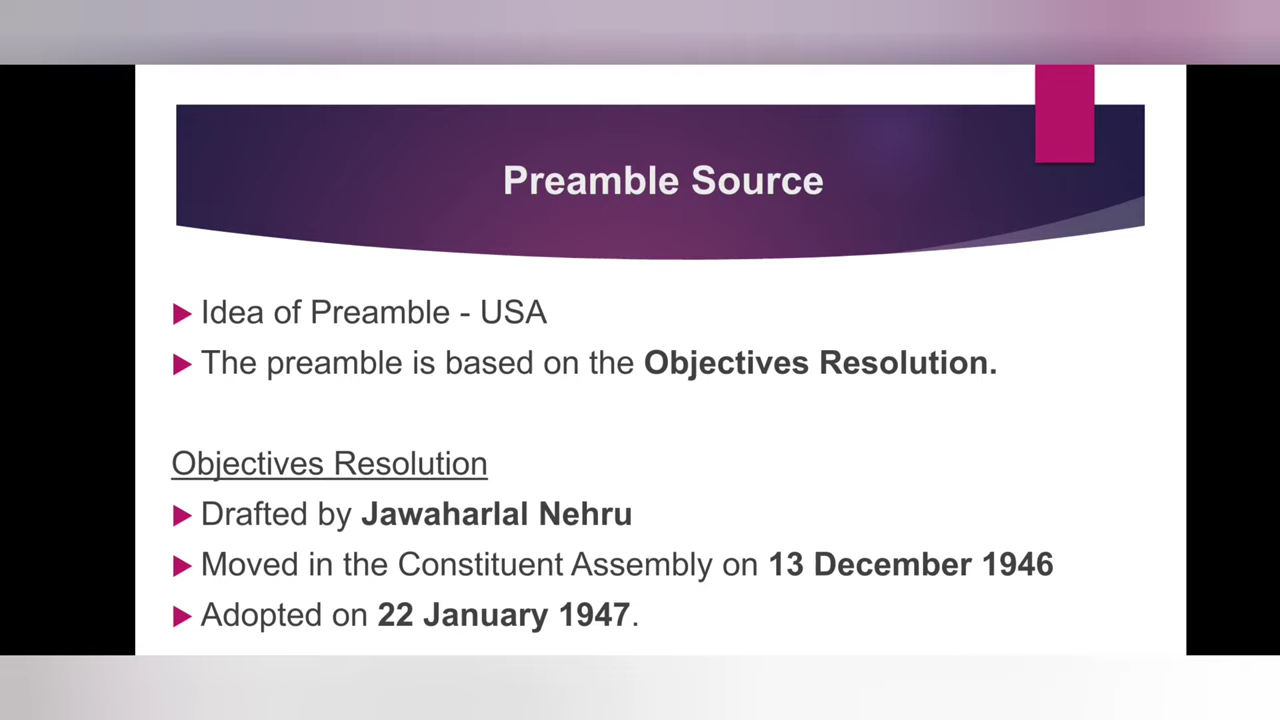 Preamble Source
Idea of Preamble - USA
The preamble is based on the Objectives Resolution.
Objectives Resolution
Drafted by Jawaharlal Nehru
Moved in the Constituent Assembly on 13 December 1946
Adopted on 22 January 1947.